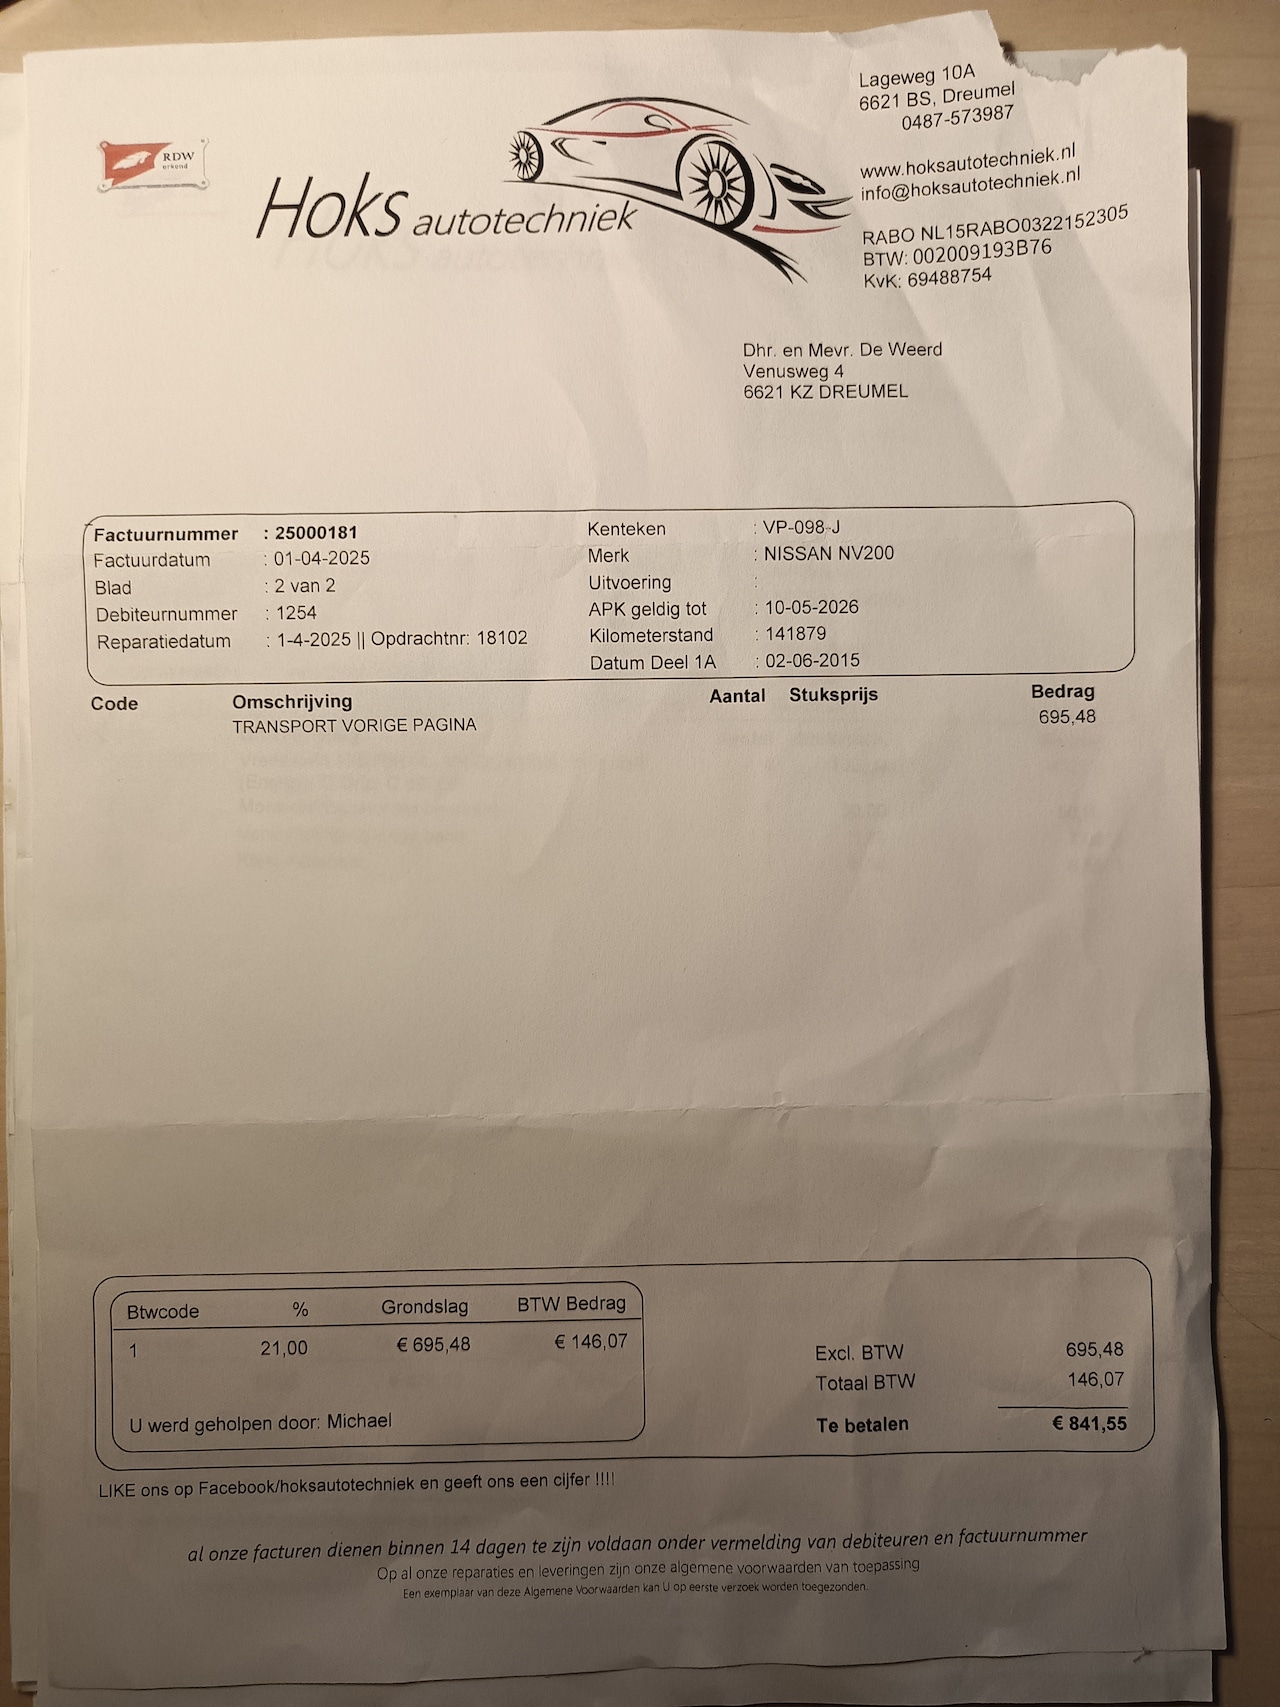 RDW
erkend
Hoks autotechniek
Lageweg 10A
6621 BS, Dreumel
0487-573987
www.hoksautotechniek.nl
info@hoksautotechniek.nl
RABO NL15RABO0322152305
BTW: 002009193B76
KvK: 69488754
Dhr. en Mevr. De Weerd
Venusweg 4
6621 KZ DREUMEL
Factuurnummer : 25000181 Kenteken : VP-098-J
Factuurdatum : 01-04-2025 Merk : NISSAN NV200
Blad : 2 van 2 Uitvoering :
Debiteurnummer : 1254 APK geldig tot : 10-05-2026
Reparatiedatum : 1-4-2025 || Opdrachtnr: 18102 Kilometerstand : 141879
Datum Deel 1A : 02-06-2015
Code Omschrijving Aantal Stuksprijs Bedrag
TRANSPORT VORIGE PAGINA 695,48
Btwcode % Grondslag BTW Bedrag
1 21,00 € 695,48 € 146,07
U werd geholpen door: Michael
Excl. BTW 695,48
Totaal BTW 146,07
Te betalen € 841,55
LIKE ons op Facebook/hoksautotechniek en geeft ons een cijfer !!!!
al onze facturen dienen binnen 14 dagen te zijn voldaan onder vermelding van debiteuren en factuurnummer
Op al onze reparaties en leveringen zijn onze algemene voorwaarden van toepassing
Een exemplaar van deze Algemene Voorwaarden kan U op eerste verzoek worden toegezonden.